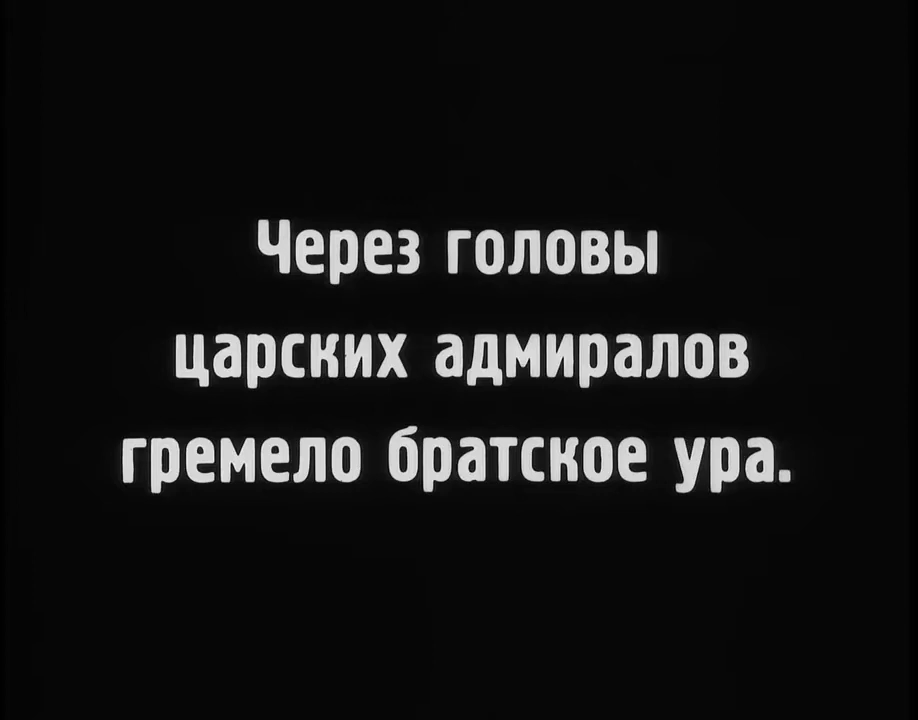 Через головы
царских адмиралов
гремело братское ура.